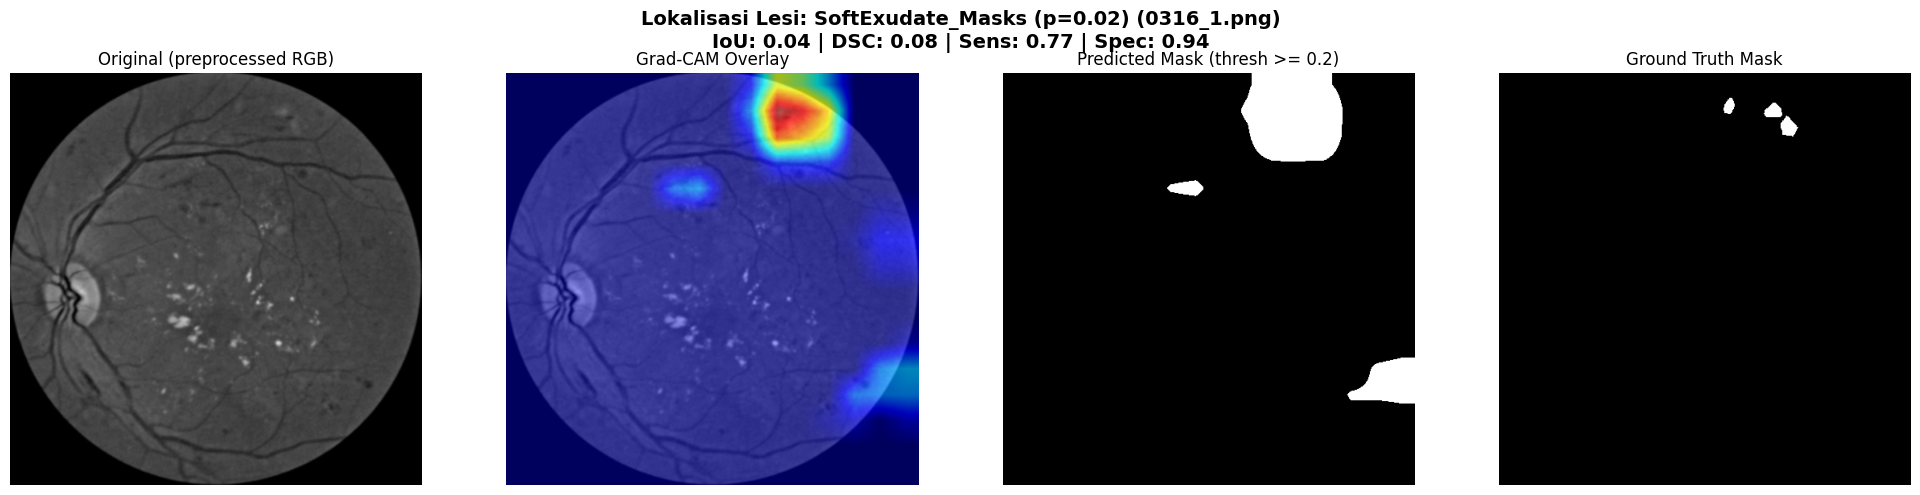 Lokalisasi Lesi: SoftExudate_Masks (p=0.02) (0316_1.png)
IoU: 0.04 | DSC: 0.08 | Sens: 0.77 | Spec: 0.94
Original (preprocessed RGB)
Grad-CAM Overlay
Predicted Mask (thresh >= 0.2)
Ground Truth Mask